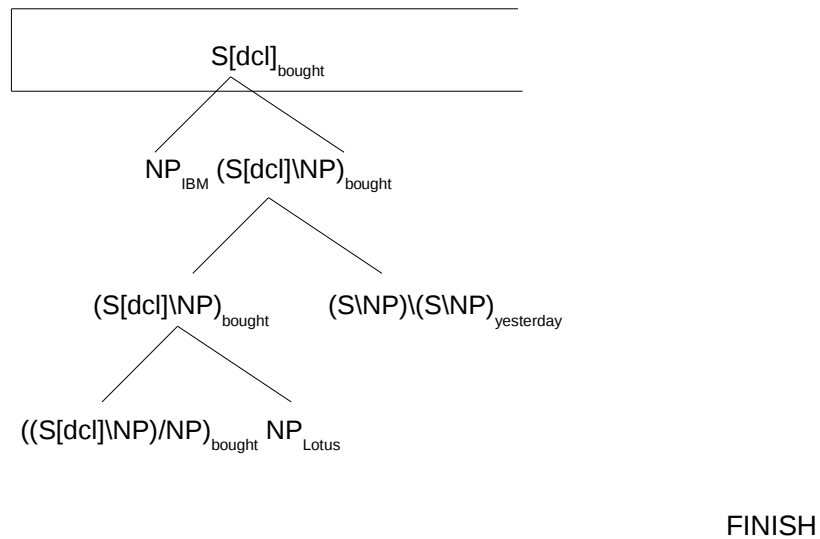 S[dcl]bought
NPIBM (S[dcl]\NP)bought
(S[dcl]\NP)bought (S\NP)\(S\NP)yesterday
((S[dcl]\NP)/NP)bought NPLotus
FINISH